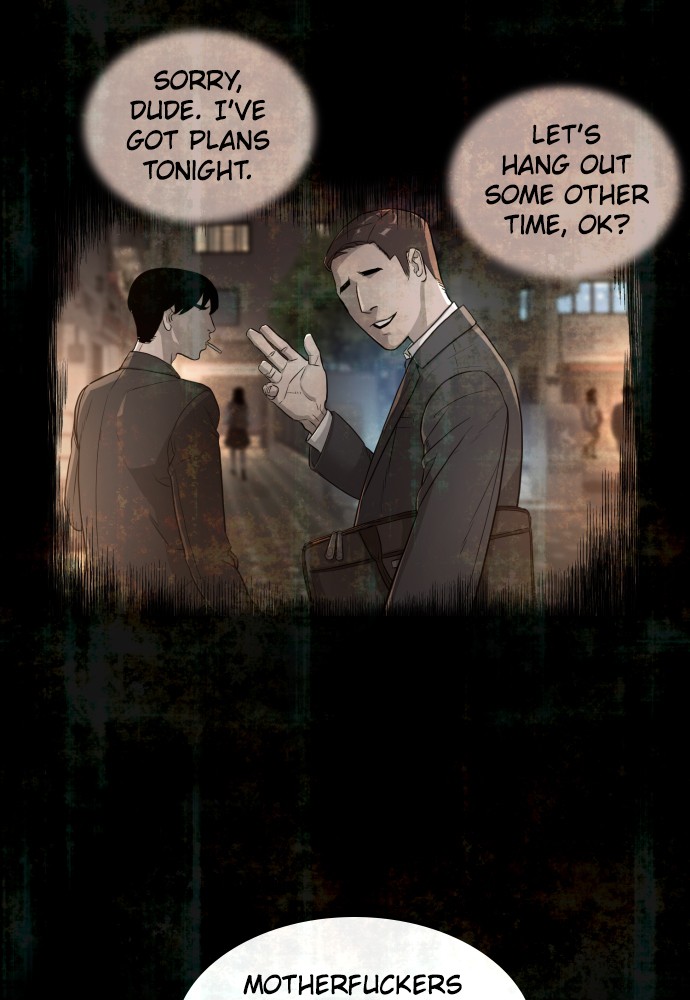 SORRY,
DUDE. I'VE
GOT PLANS
TONIGHT.
LET'S
HANG OUT
SOME OTHER
TIME, OK?
MOTHERFUCKERS